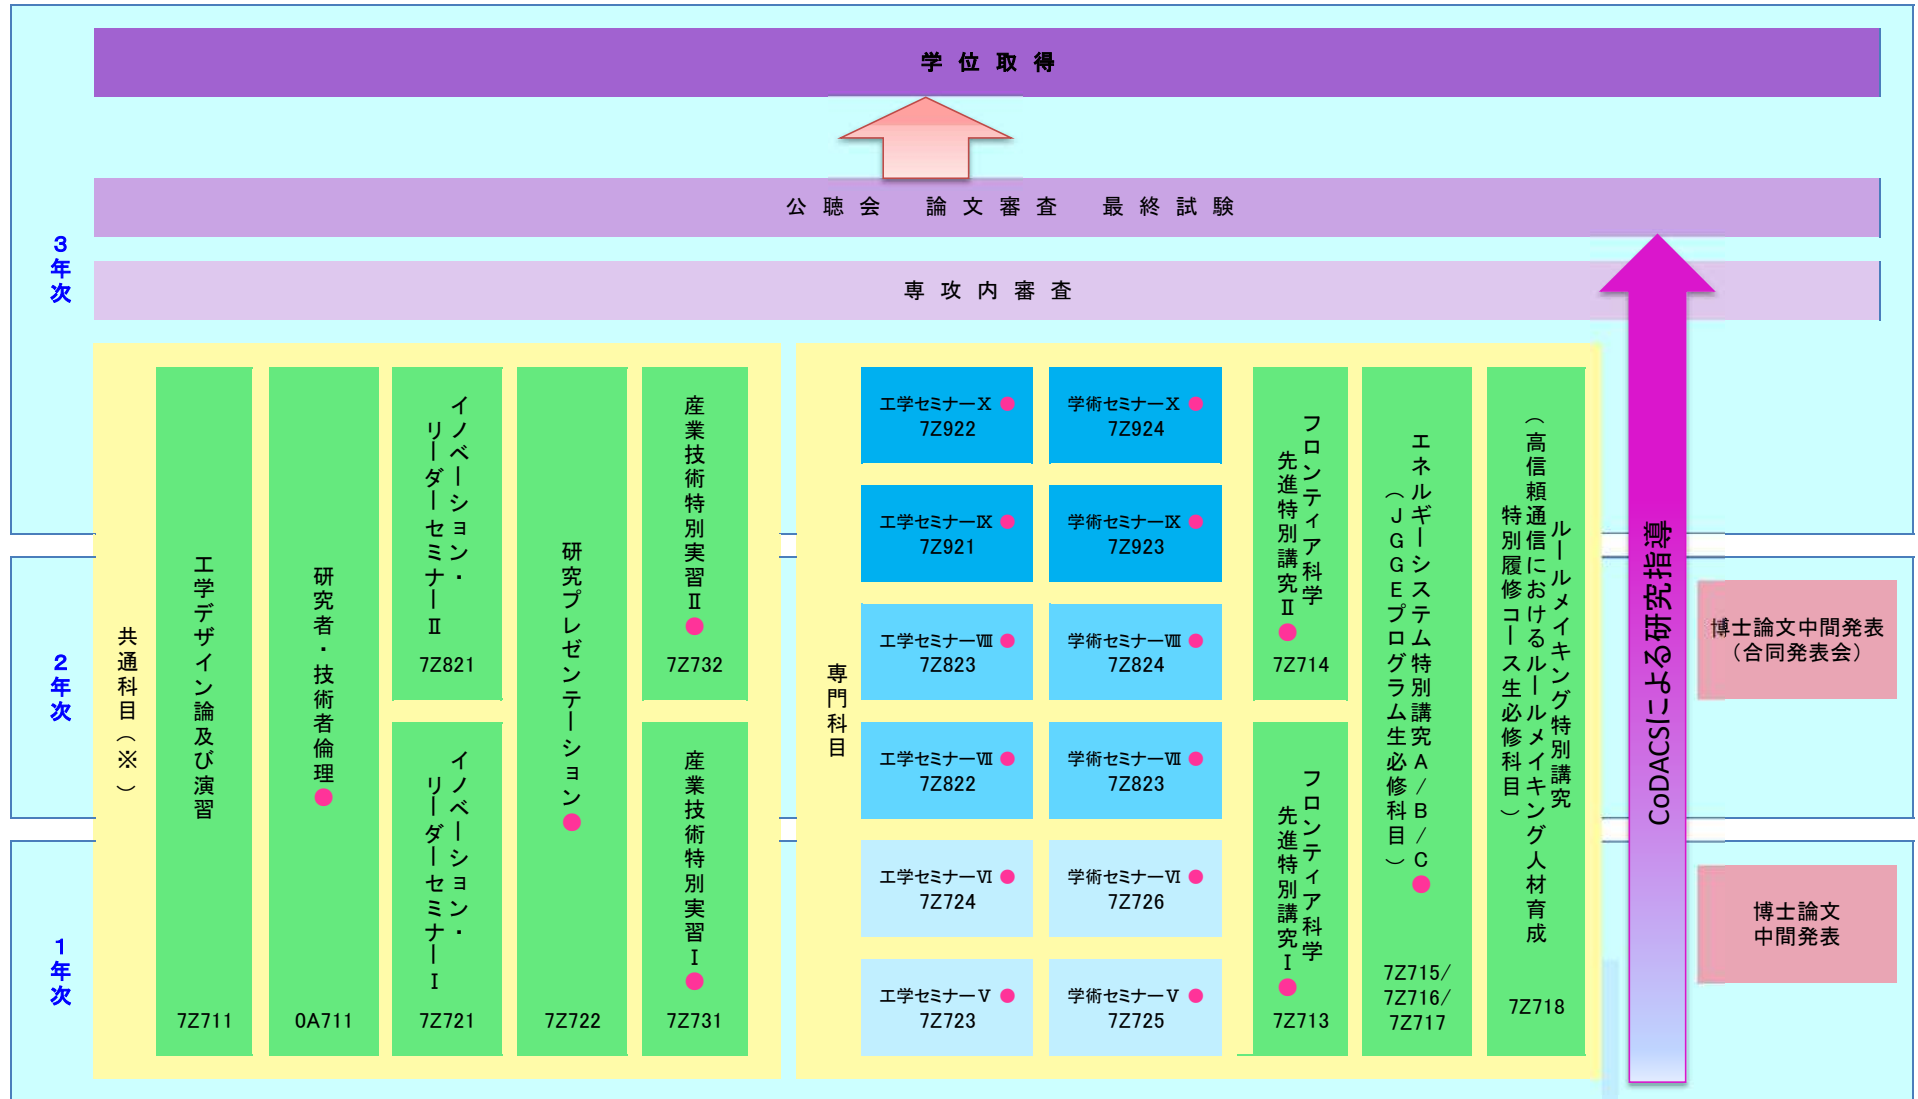 学位取得
公聴会 論文審査 最終試験
専攻内審査
3年次
2年次
1年次
共通科目(※)
工学デザイン論及び演習
7Z711
研究者・技術者倫理●
0A711
イノベーション・
リーダーセミナーⅡ
7Z821
イノベーション・
リーダーセミナーⅠ
7Z721
研究プレゼンテーション●
7Z722
産業技術特別実習Ⅱ●
7Z732
産業技術特別実習Ⅰ●
7Z731
専門科目
工学セミナーⅩ●
7Z922
学術セミナーⅩ●
7Z924
工学セミナーⅨ●
7Z921
学術セミナーⅨ●
7Z923
工学セミナーⅧ●
7Z823
学術セミナーⅧ●
7Z824
工学セミナーⅦ●
7Z822
学術セミナーⅦ●
7Z823
工学セミナーⅥ●
7Z724
学術セミナーⅥ●
7Z726
工学セミナーⅤ●
7Z723
学術セミナーⅤ●
7Z725
フロンティア科学
先進特別講究Ⅱ●
7Z714
フロンティア科学
先進特別講究Ⅰ●
7Z713
エネルギーシステム特別講究A/B/C●
(JGGEプログラム生必修科目)
7Z715/
7Z716/
7Z717
ルールメイキング特別講究
(高信頼通信におけるルールメイキング人材育成
特別履修コース生必修科目)
7Z718
CoDACSIによる研究指導
博士論文中間発表
(合同発表会)
博士論文
中間発表